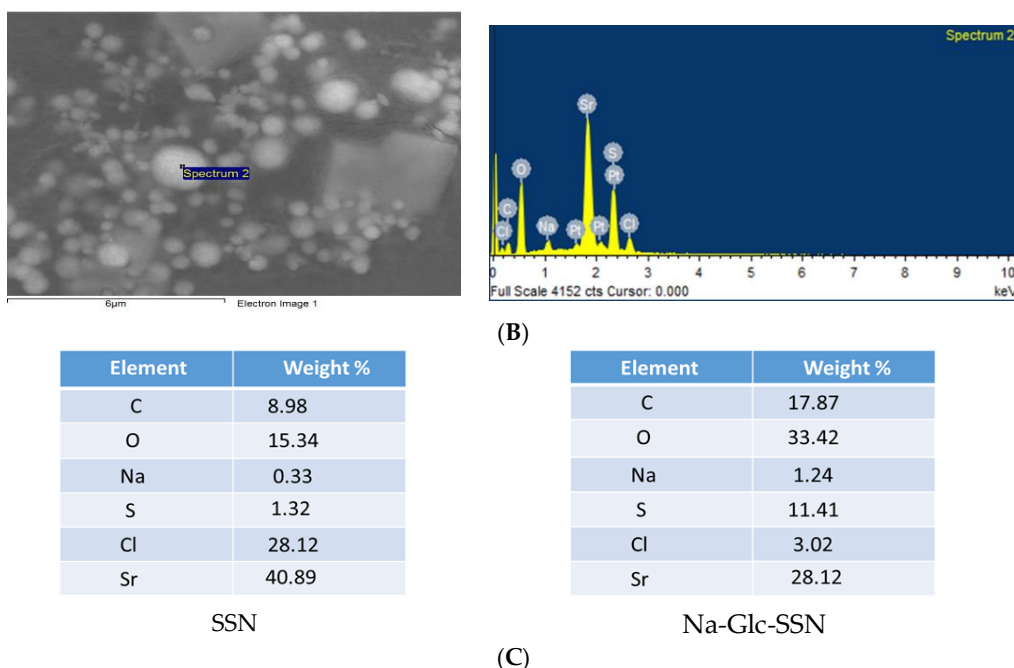 Spectrum 2
6µm Electron Image 1
Spectrum 2
Sr
S
O Pt
C
Cl Na Pt Pt Cl
0 1 2 3 4 5 6 7 8 9 10
Full Scale 4152 cts Cursor: 0.000 keV
(B)
Element Weight %
C 8.98
O 15.34
Na 0.33
S 1.32
Cl 28.12
Sr 40.89
SSN
Element Weight %
C 17.87
O 33.42
Na 1.24
S 11.41
Cl 3.02
Sr 28.12
Na-Glc-SSN
(C)